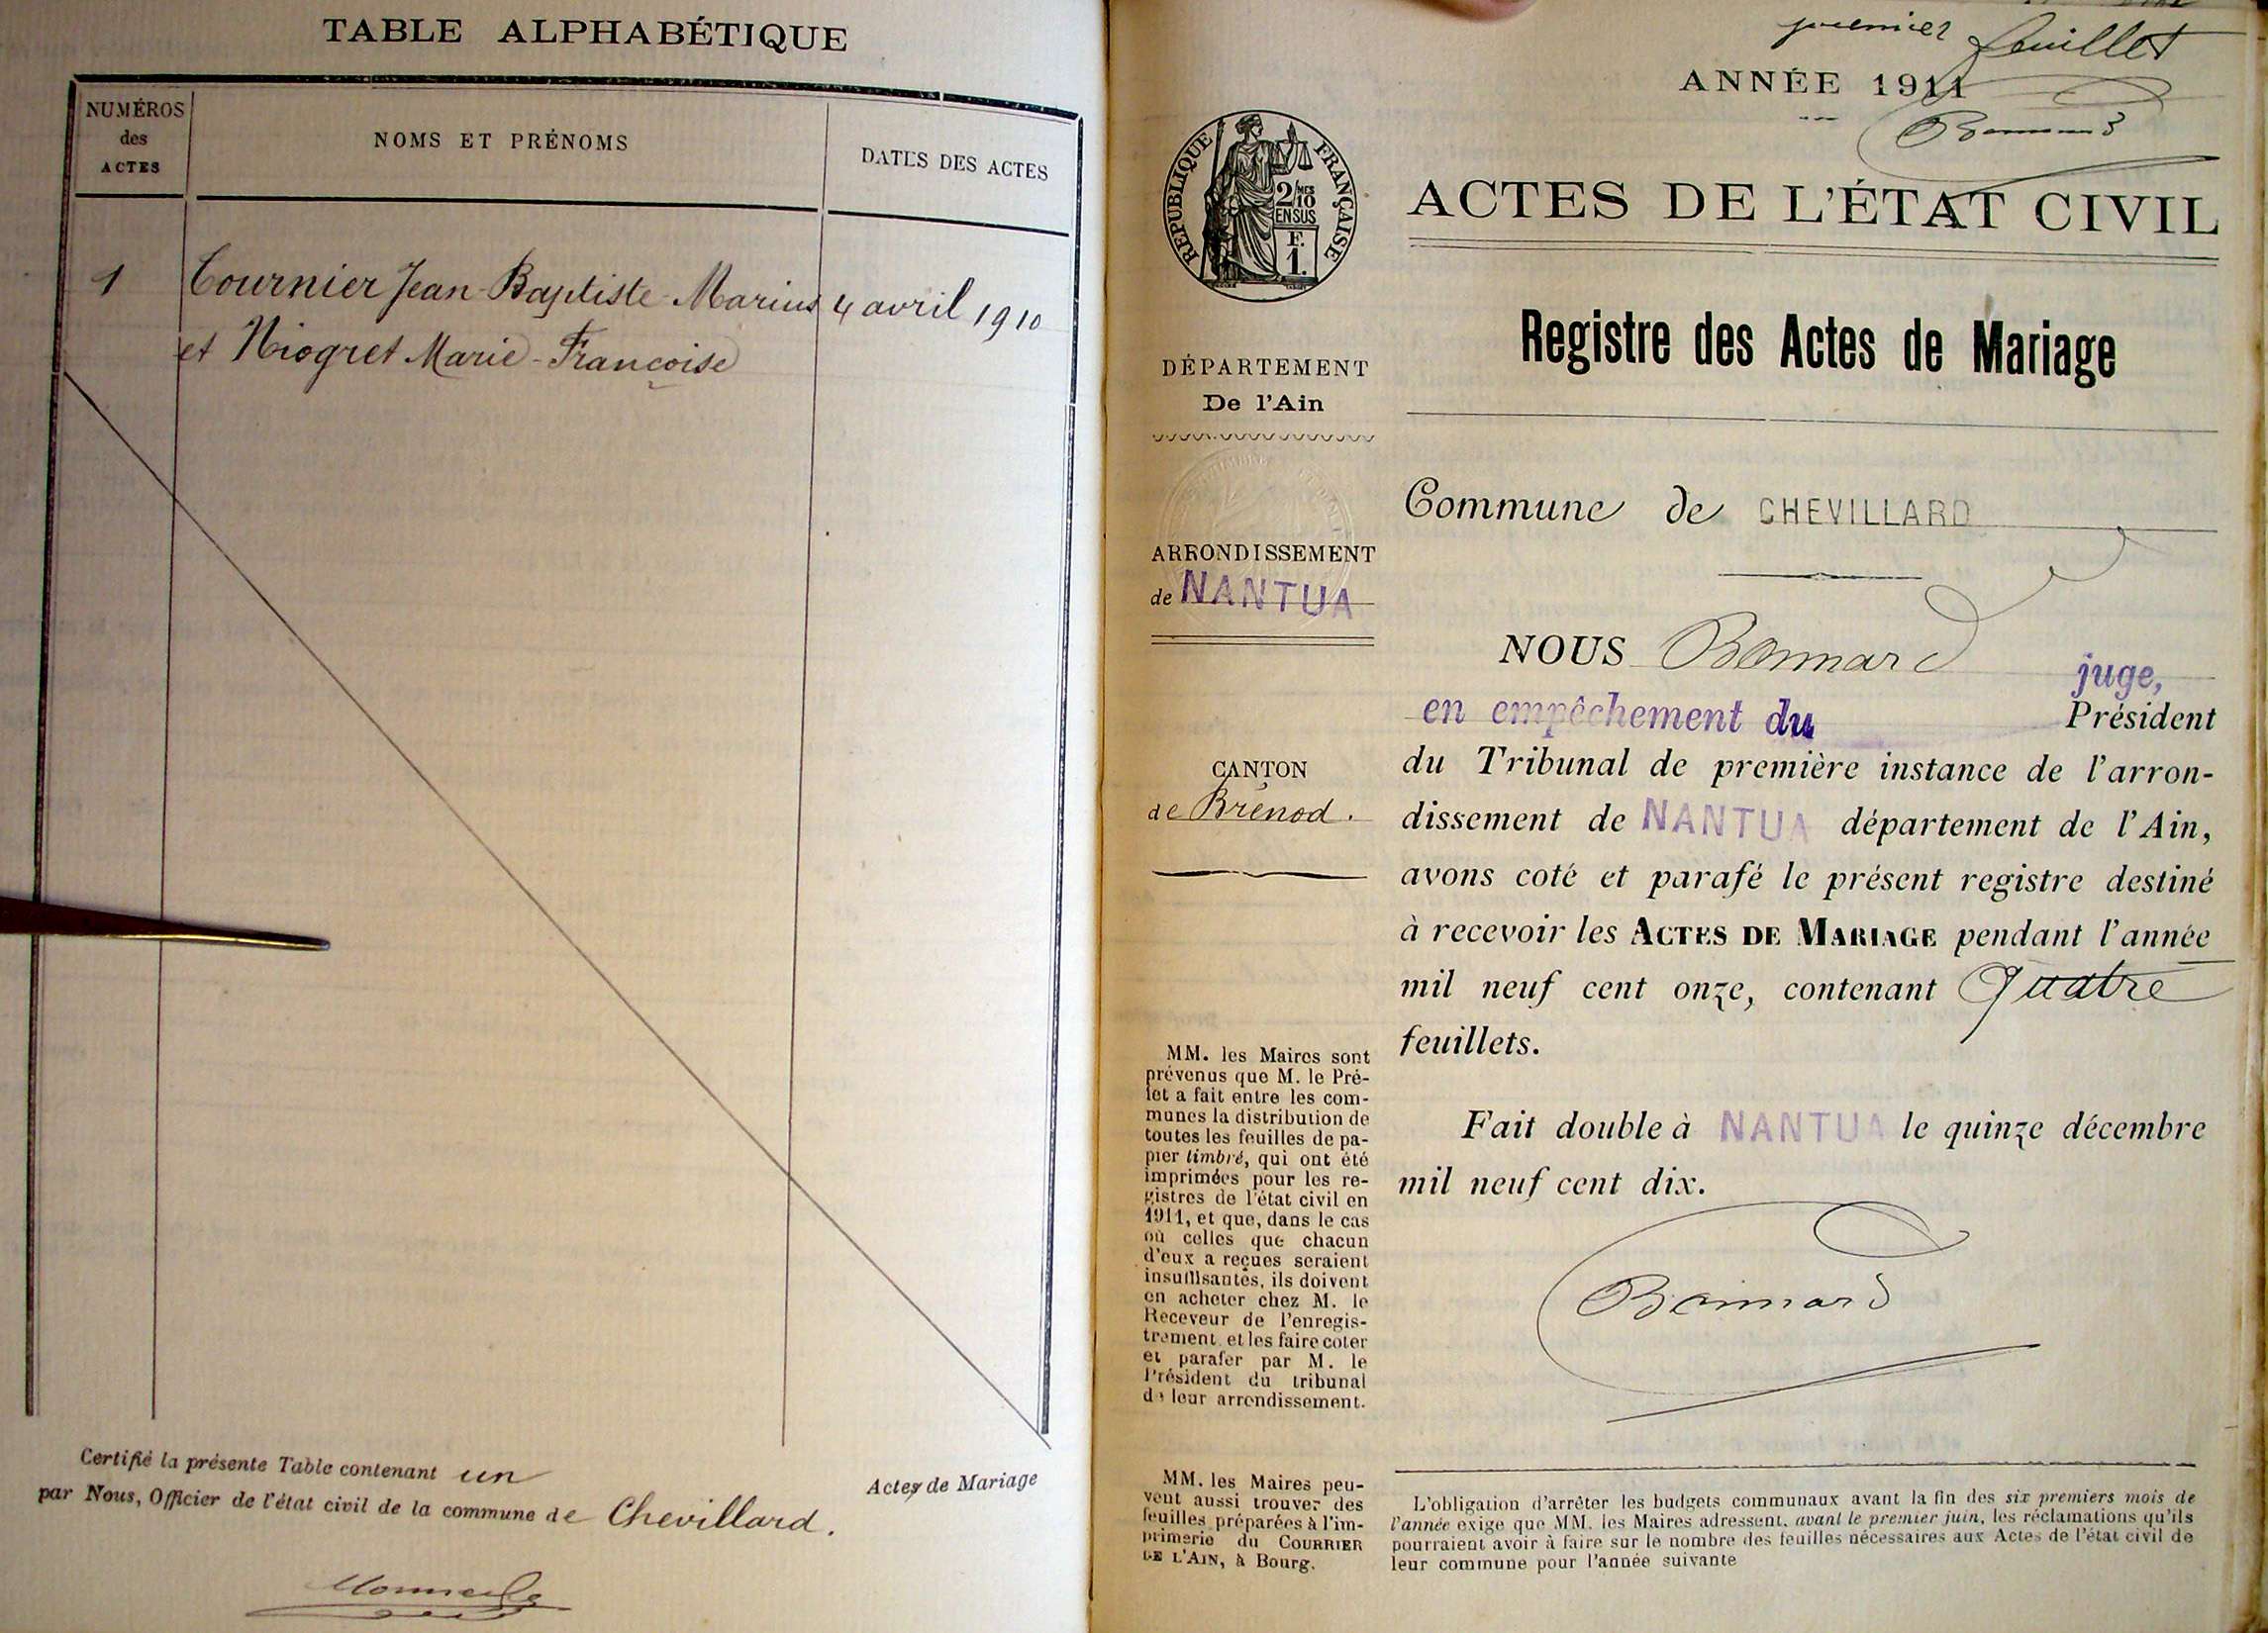 TABLE ALPHABÉTIQUE
NUMÉROS
des
ACTES
NOMS ET PRÉNOMS
DATES DES ACTES
1 Tournier Jean-Baptiste Marius 4 avril 1910
et Niogret Marie-Françoise
Certifié la présente Table contenant un Actes de Mariage
par Nous, Officier de l'état civil de la commune de Chevillard.
premier feuillet
ANNÉE 1911
Bonnard
RÉPUBLIQUE FRANÇAISE
2/10 MES
EN SUS
F.
1.
ACTES DE L'ÉTAT CIVIL
Registre des Actes de Mariage
DÉPARTEMENT
De l'Ain
ARRONDISSEMENT
de NANTUA
CANTON
de Brénod.
MM. les Maires sont
prévenus que M. le Pré-
fet a fait entre les com-
munes la distribution de
toutes les feuilles de pa-
pier timbré, qui ont été
imprimées pour les re-
gistres de l'état civil en
1911, et que, dans le cas
où celles que chacun
d'eux a reçues seraient
insuffisantes, ils doivent
en acheter chez M. le
Receveur de l'enregis-
trement et les faire coter
et parafer par M. le
Président du tribunal
de leur arrondissement.
MM. les Maires peu-
vent aussi trouver des
feuilles préparées à l'im-
primerie du COURRIER
DE L'AIN, à Bourg.
Commune de CHEVILLARD
NOUS Bonnard juge,
en empêchement du Président
du Tribunal de première instance de l'arron-
dissement de NANTUA département de l'Ain,
avons coté et parafé le présent registre destiné
à recevoir les ACTES DE MARIAGE pendant l'année
mil neuf cent onze, contenant Quatre
feuillets.
Fait double à NANTUA le quinze décembre
mil neuf cent dix.
Bonnard
L'obligation d'arrêter les budgets communaux avant la fin des six premiers mois de
l'année exige que MM. les Maires adressent, avant le premier juin, les réclamations qu'ils
pourraient avoir à faire sur le nombre des feuilles nécessaires aux Actes de l'état civil de
leur commune pour l'année suivante